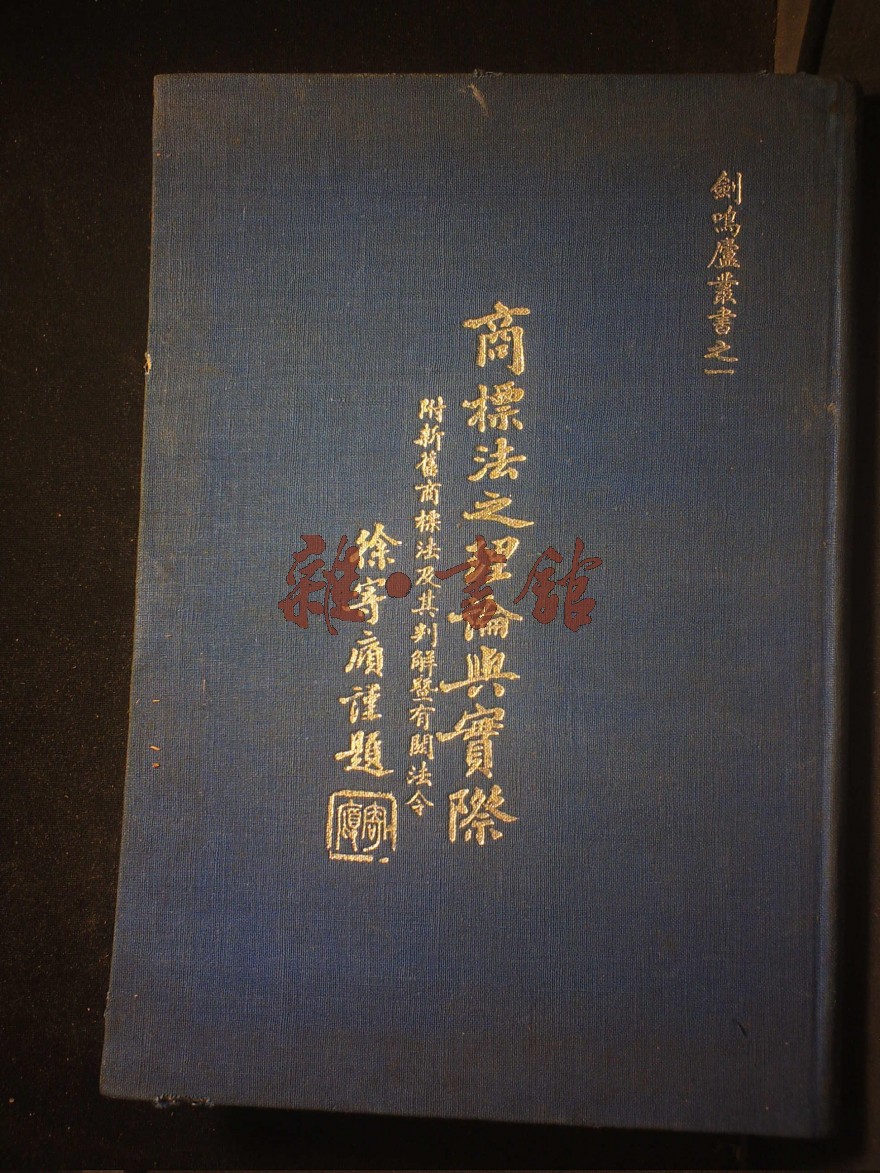 劍鳴廬叢書之一
商標法之理論與實際
附新舊商標法及其判解暨有關法令
徐寄廎謹題
寄廎
雜·書館